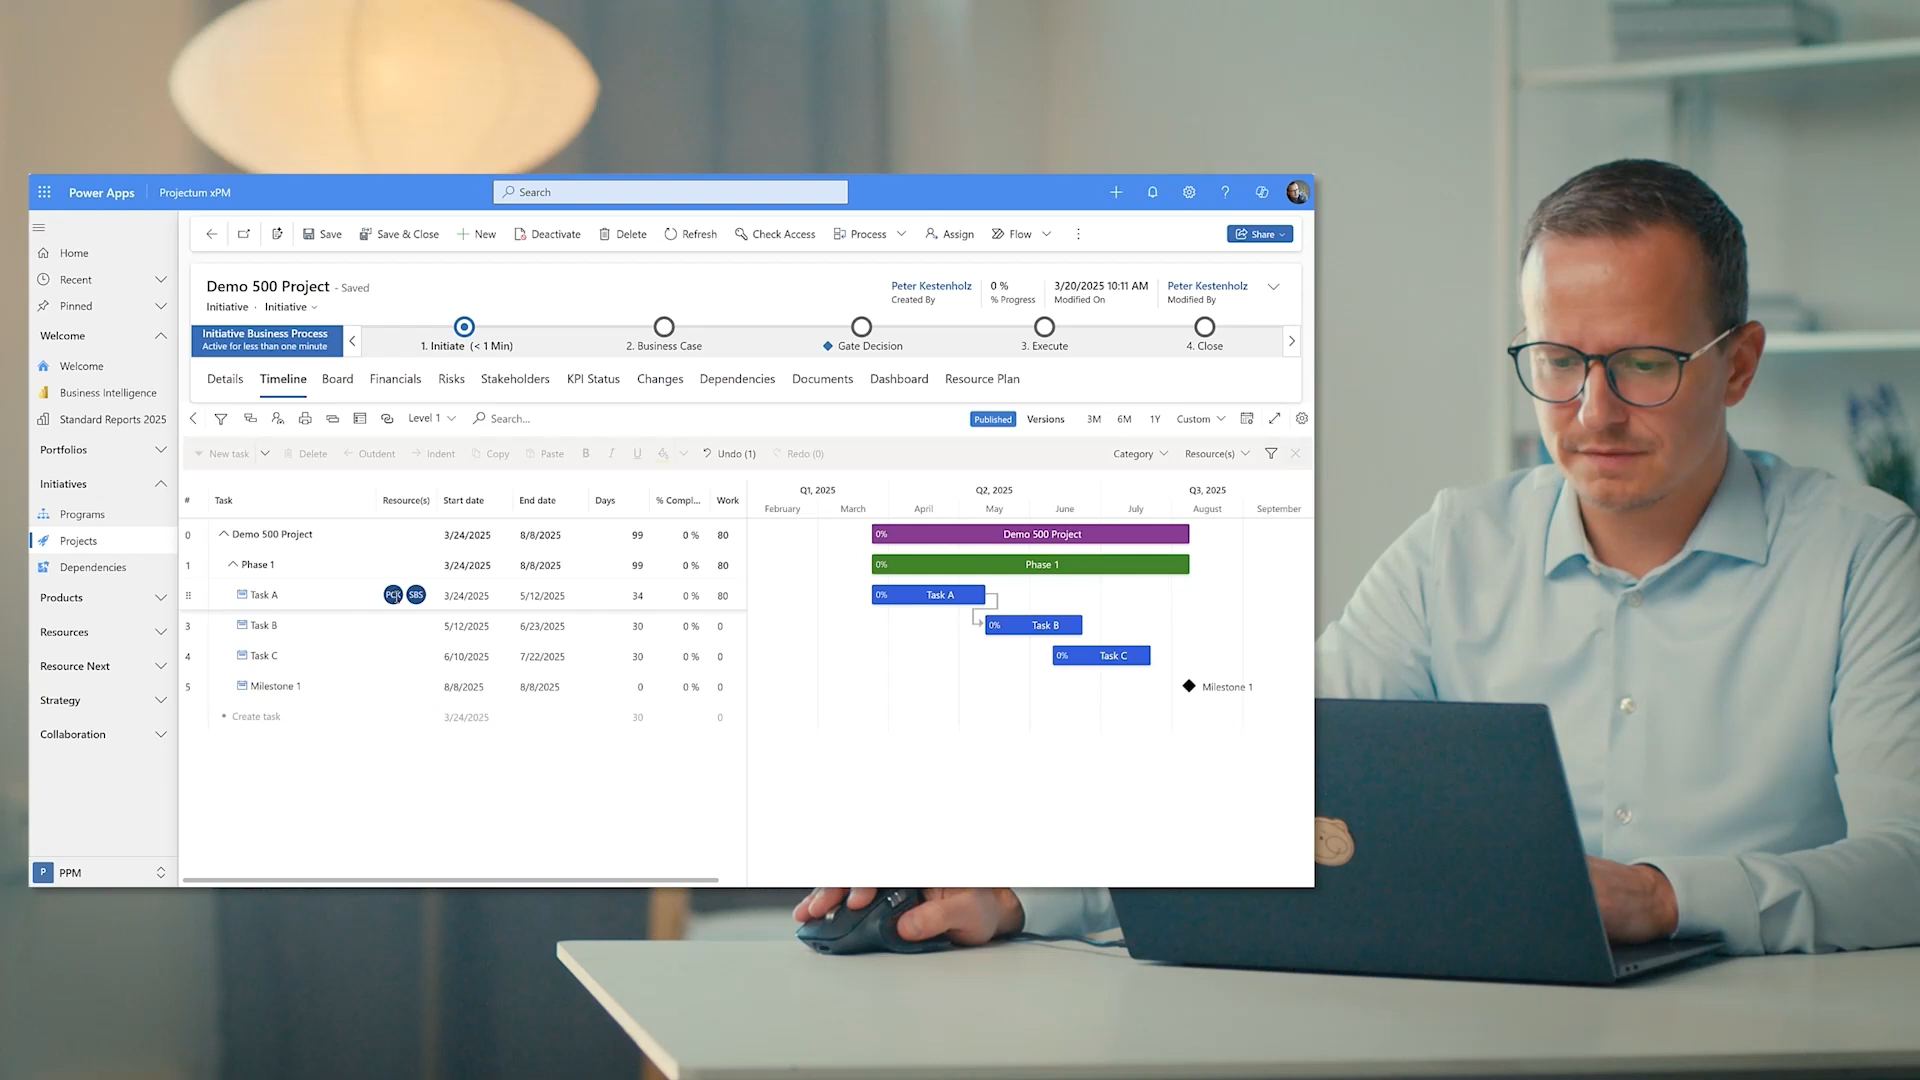 Power Apps Projectum xPM Search
Save Save & Close New Deactivate Delete Refresh Check Access Process Assign Flow Share
Home
Recent
Pinned
Welcome
Welcome
Business Intelligence
Standard Reports 2025
Portfolios
Initiatives
Programs
Projects
Dependencies
Products
Resources
Resource Next
Strategy
Collaboration
P PPM
Demo 500 Project - Saved
Initiative · Initiative
Peter Kestenholz 0 % 3/20/2025 10:11 AM Peter Kestenholz
Created By % Progress Modified On Modified By
Initiative Business Process
Active for less than one minute
1. Initiate (< 1 Min) 2. Business Case Gate Decision 3. Execute 4. Close
Details Timeline Board Financials Risks Stakeholders KPI Status Changes Dependencies Documents Dashboard Resource Plan
Level 1 Search... Published Versions 3M 6M 1Y Custom
New task Delete Outdent Indent Copy Paste B I U Undo (1) Redo (0) Category Resource(s)
# Task Resource(s) Start date End date Days % Compl... Work
0 Demo 500 Project 3/24/2025 8/8/2025 99 0 % 80
1 Phase 1 3/24/2025 8/8/2025 99 0 % 80
Task A SBS 3/24/2025 5/12/2025 34 0 % 80
3 Task B 5/12/2025 6/23/2025 30 0 % 0
4 Task C 6/10/2025 7/22/2025 30 0 % 0
5 Milestone 1 8/8/2025 8/8/2025 0 0 % 0
Create task 3/24/2025 30 0
Q1, 2025 Q2, 2025 Q3, 2025
February March April May June July August September
0% Demo 500 Project
0% Phase 1
0% Task A
0% Task B
0% Task C
Milestone 1